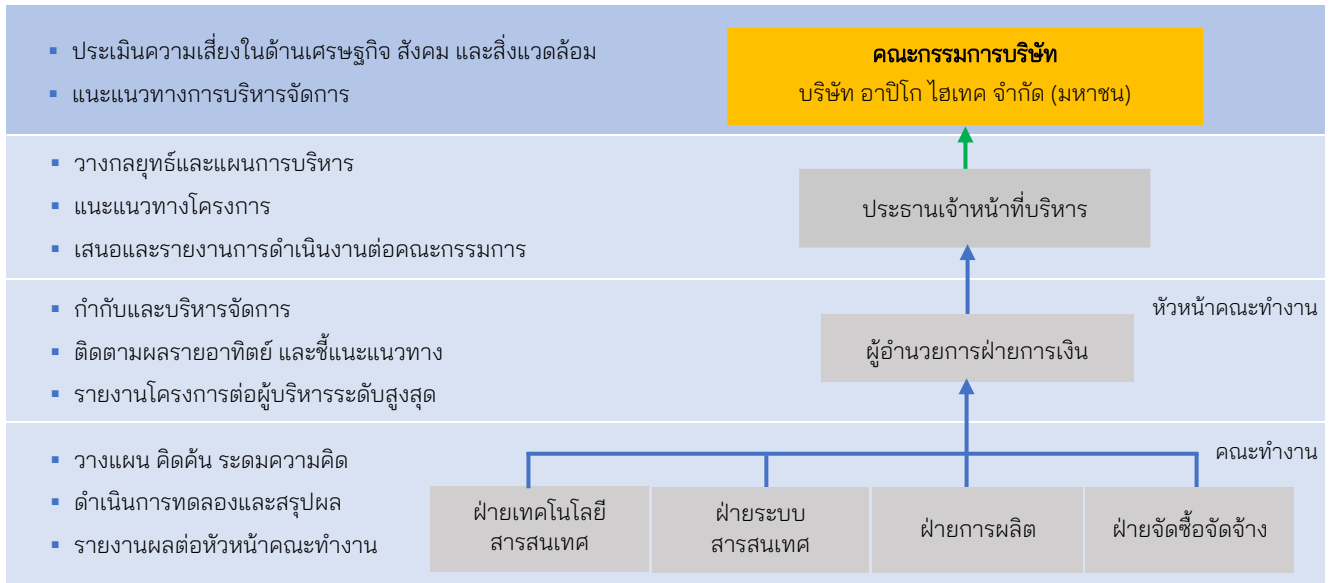 ▪ ประเมินความเสี่ยงในด้านเศรษฐกิจ สังคม และสิ่งแวดล้อม
▪ แนะแนวทางการบริหารจัดการ
คณะกรรมการบริษัท
บริษัท อาปิโก ไฮเทค จำกัด (มหาชน)
▪ วางกลยุทธ์และแผนการบริหาร
▪ แนะแนวทางโครงการ
▪ เสนอและรายงานการดำเนินงานต่อคณะกรรมการ
ประธานเจ้าหน้าที่บริหาร
▪ กำกับและบริหารจัดการ
▪ ติดตามผลรายอาทิตย์ และชี้แนะแนวทาง
▪ รายงานโครงการต่อผู้บริหารระดับสูงสุด
หัวหน้าคณะทำงาน
ผู้อำนวยการฝ่ายการเงิน
▪ วางแผน คิดค้น ระดมความคิด
▪ ดำเนินการทดลองและสรุปผล
▪ รายงานผลต่อหัวหน้าคณะทำงาน
คณะทำงาน
ฝ่ายเทคโนโลยี
สารสนเทศ
ฝ่ายระบบ
สารสนเทศ
ฝ่ายการผลิต
ฝ่ายจัดซื้อจัดจ้าง